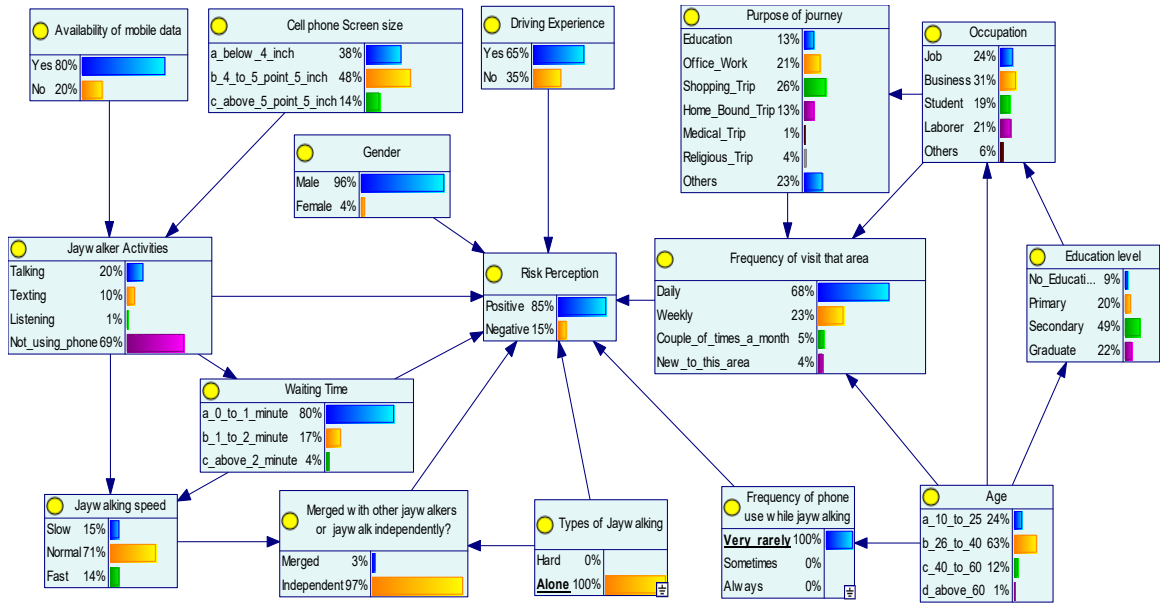 Availability of mobile data
Yes 80%
No 20%
Cell phone Screen size
a_below_4_inch 38%
b_4_to_5_point_5_inch 48%
c_above_5_point_5_inch 14%
Driving Experience
Yes 65%
No 35%
Purpose of journey
Education 13%
Office_Work 21%
Shopping_Trip 26%
Home_Bound_Trip 13%
Medical_Trip 1%
Religious_Trip 4%
Others 23%
Occupation
Job 24%
Business 31%
Student 19%
Laborer 21%
Others 6%
Gender
Male 96%
Female 4%
Jaywalker Activities
Talking 20%
Texting 10%
Listening 1%
Not_using_phone 69%
Risk Perception
Positive 85%
Negative 15%
Frequency of visit that area
Daily 68%
Weekly 23%
Couple_of_times_a_month 5%
New_to_this_area 4%
Education level
No_Educati... 9%
Primary 20%
Secondary 49%
Graduate 22%
Waiting Time
a_0_to_1_minute 80%
b_1_to_2_minute 17%
c_above_2_minute 4%
Jaywalking speed
Slow 15%
Normal 71%
Fast 14%
Merged with other jaywalkers
or jaywalk independently?
Merged 3%
Independent 97%
Types of Jaywalking
Hard 0%
Alone 100%
Frequency of phone
use while jaywalking
Very rarely 100%
Sometimes 0%
Always 0%
Age
a_10_to_25 24%
b_26_to_40 63%
c_40_to_60 12%
d_above_60 1%